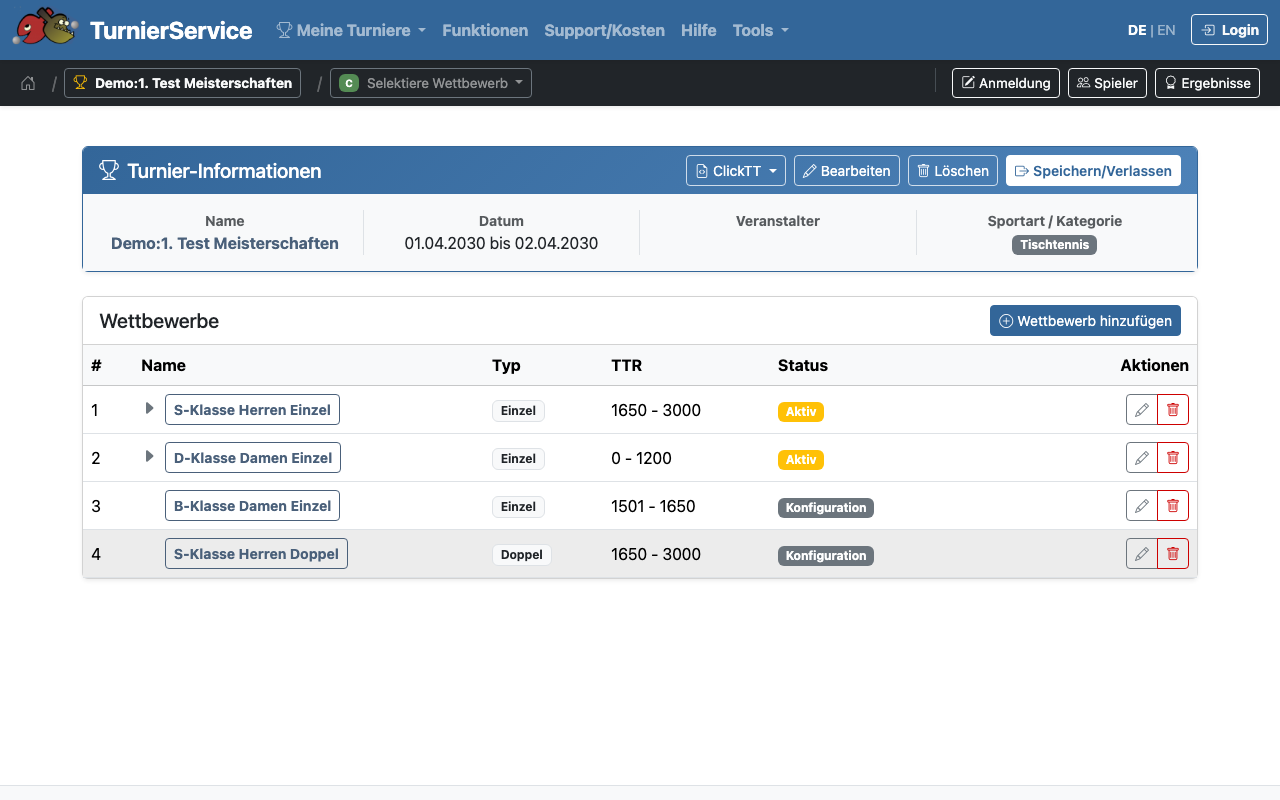 TurnierService Meine Turniere Funktionen Support/Kosten Hilfe Tools DE | EN Login
/ Demo:1. Test Meisterschaften / C Selektiere Wettbewerb Anmeldung Spieler Ergebnisse
Turnier-Informationen ClickTT Bearbeiten Löschen Speichern/Verlassen
Name Datum Veranstalter Sportart / Kategorie
Demo:1. Test Meisterschaften 01.04.2030 bis 02.04.2030 Tischtennis
Wettbewerbe Wettbewerb hinzufügen
# Name Typ TTR Status Aktionen
1 S-Klasse Herren Einzel Einzel 1650 - 3000 Aktiv
2 D-Klasse Damen Einzel Einzel 0 - 1200 Aktiv
3 B-Klasse Damen Einzel Einzel 1501 - 1650 Konfiguration
4 S-Klasse Herren Doppel Doppel 1650 - 3000 Konfiguration